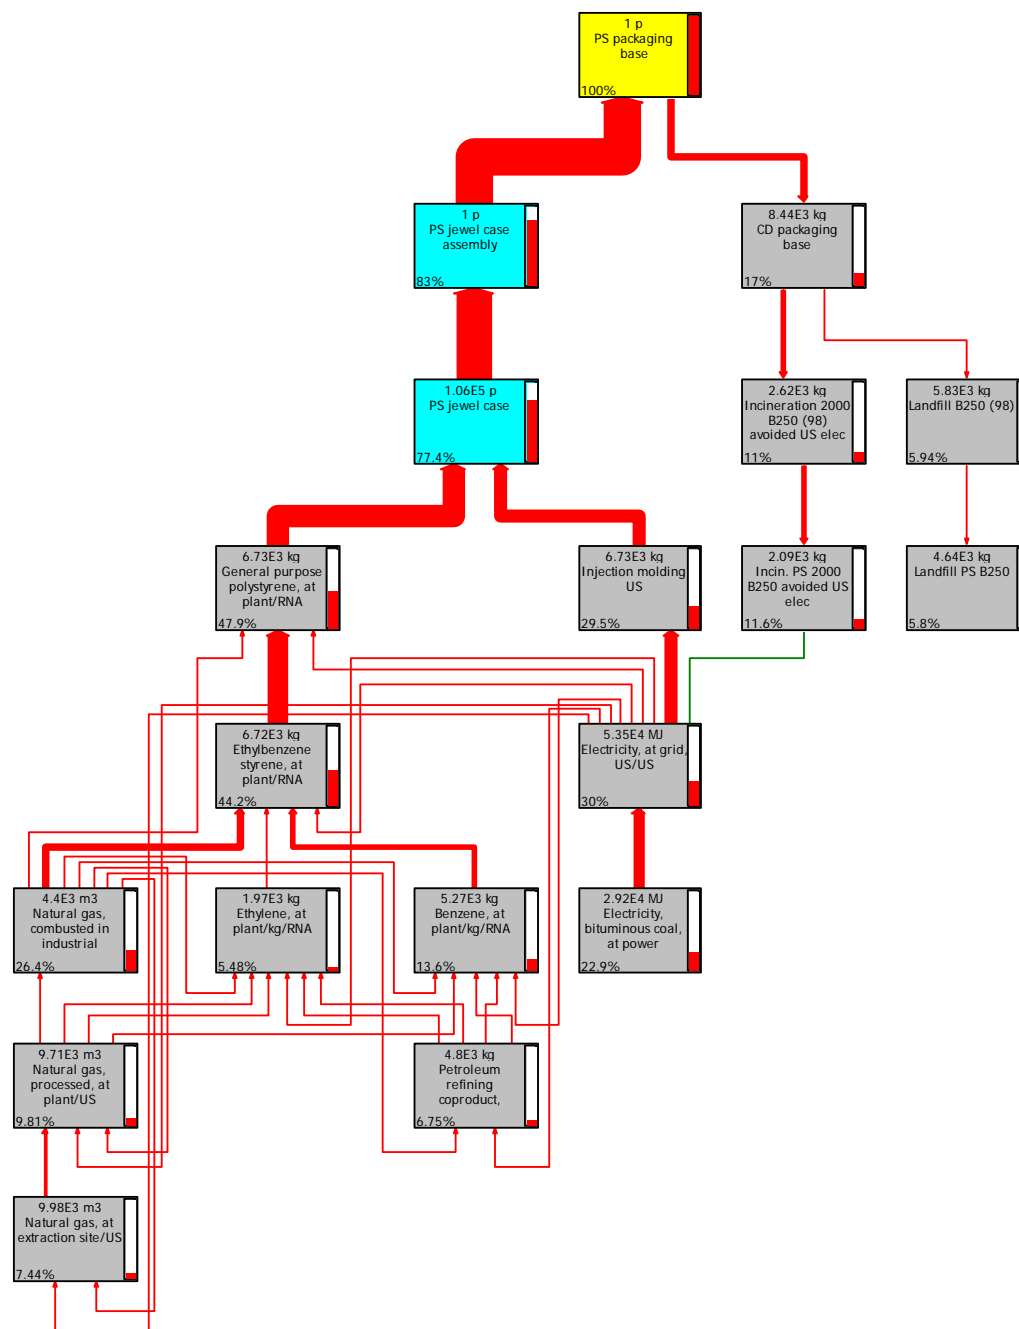 1 p
PS packaging
base
100%
1 p
PS jewel case
assembly
83%
8.44E3 kg
CD packaging
base
17%
1.06E5 p
PS jewel case
77.4%
2.62E3 kg
Incineration 2000
B250 (98)
avoided US elec
11%
5.83E3 kg
Landfill B250 (98)
5.94%
6.73E3 kg
General purpose
polystyrene, at
plant/RNA
47.9%
6.73E3 kg
Injection molding
US
29.5%
2.09E3 kg
Incin. PS 2000
B250 avoided US
elec
11.6%
4.64E3 kg
Landfill PS B250
5.8%
6.72E3 kg
Ethylbenzene
styrene, at
plant/RNA
44.2%
5.35E4 MJ
Electricity, at grid,
US/US
30%
4.4E3 m3
Natural gas,
combusted in
industrial
26.4%
1.97E3 kg
Ethylene, at
plant/kg/RNA
5.48%
5.27E3 kg
Benzene, at
plant/kg/RNA
13.6%
2.92E4 MJ
Electricity,
bituminous coal,
at power
22.9%
9.71E3 m3
Natural gas,
processed, at
plant/US
9.81%
4.8E3 kg
Petroleum
refining
coproduct,
6.75%
9.98E3 m3
Natural gas, at
extraction site/US
7.44%